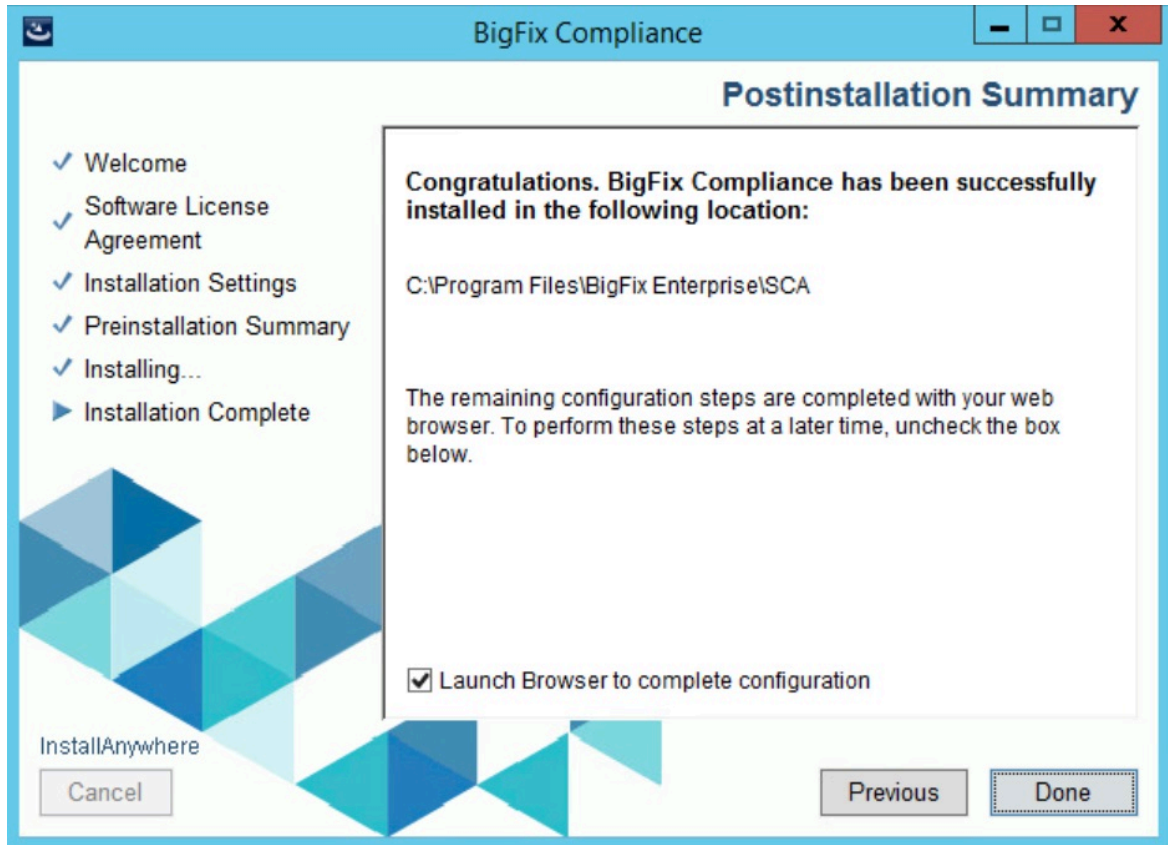 BigFix Compliance
Postinstallation Summary
Welcome
Software License
Agreement
Installation Settings
Preinstallation Summary
Installing...
Installation Complete
Congratulations. BigFix Compliance has been successfully
installed in the following location:
C:\Program Files\BigFix Enterprise\SCA
The remaining configuration steps are completed with your web
browser. To perform these steps at a later time, uncheck the box
below.
Launch Browser to complete configuration
InstallAnywhere
Cancel
Previous
Done